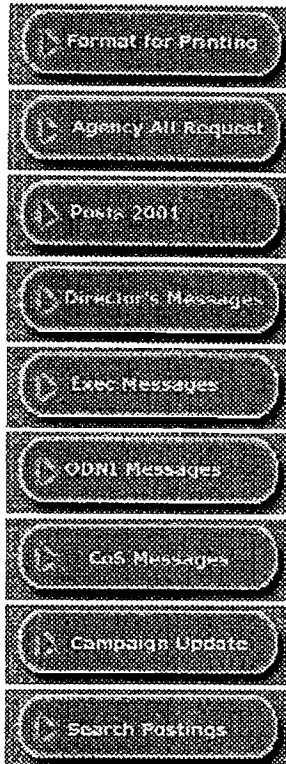 Format for Printing
Agency All Request
Posts 2001
Director's Messages
Exec Messages
ODNI Messages
CoS Messages
Campaign Update
Search Postings